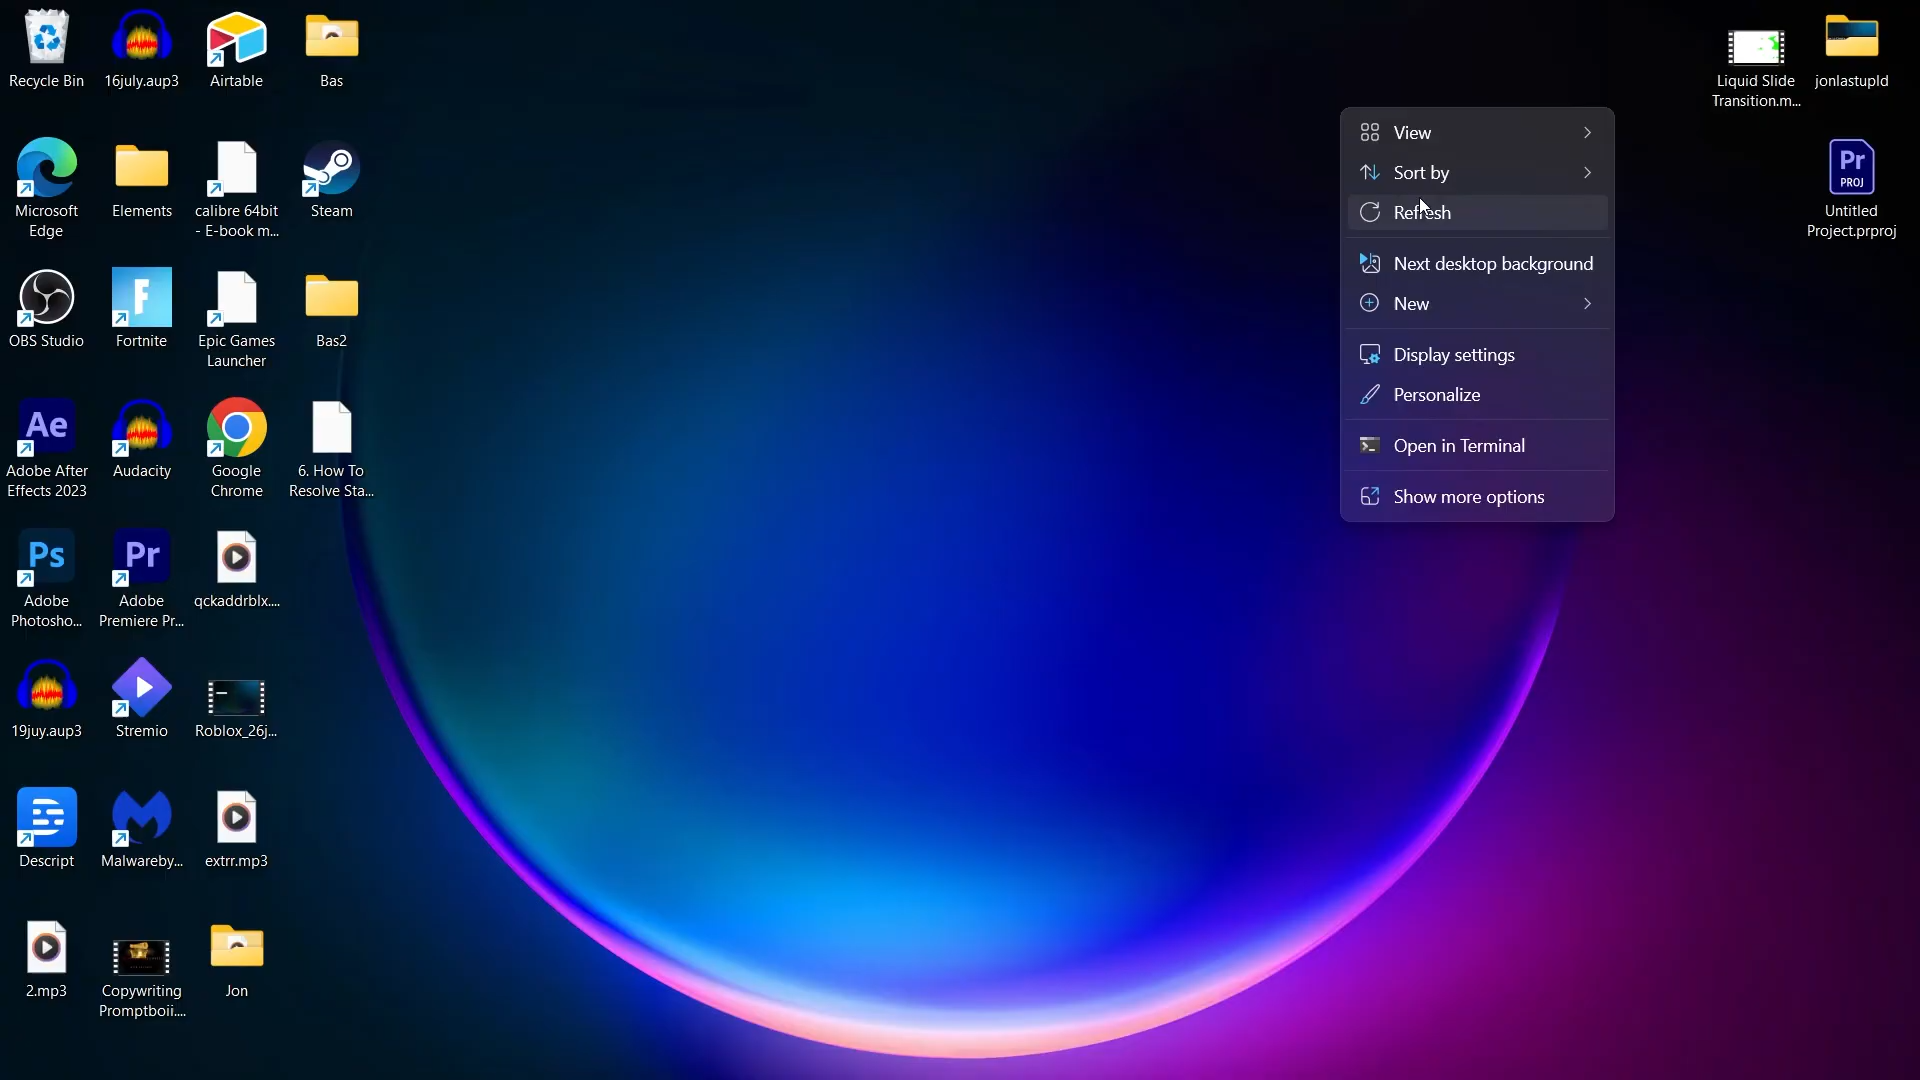 Recycle Bin
16july.aup3
Airtable
Bas
Microsoft
Edge
Elements
calibre 64bit
- E-book m...
Steam
OBS Studio
F
Fortnite
Epic Games
Launcher
Bas2
Ae
Adobe After
Effects 2023
Audacity
Google
Chrome
6. How To
Resolve Sta...
Ps
Adobe
Photosho...
Pr
Adobe
Premiere Pr...
qckaddrblx....
19juy.aup3
Stremio
Roblox_26j...
Descript
Malwareby...
extrr.mp3
2.mp3
Copywriting
Promptboii....
Jon
View
Sort by
Refresh
Next desktop background
New
Display settings
Personalize
Open in Terminal
Show more options
Liquid Slide
Transition.m...
jonlastupld
Pr
PROJ
Untitled
Project.prproj